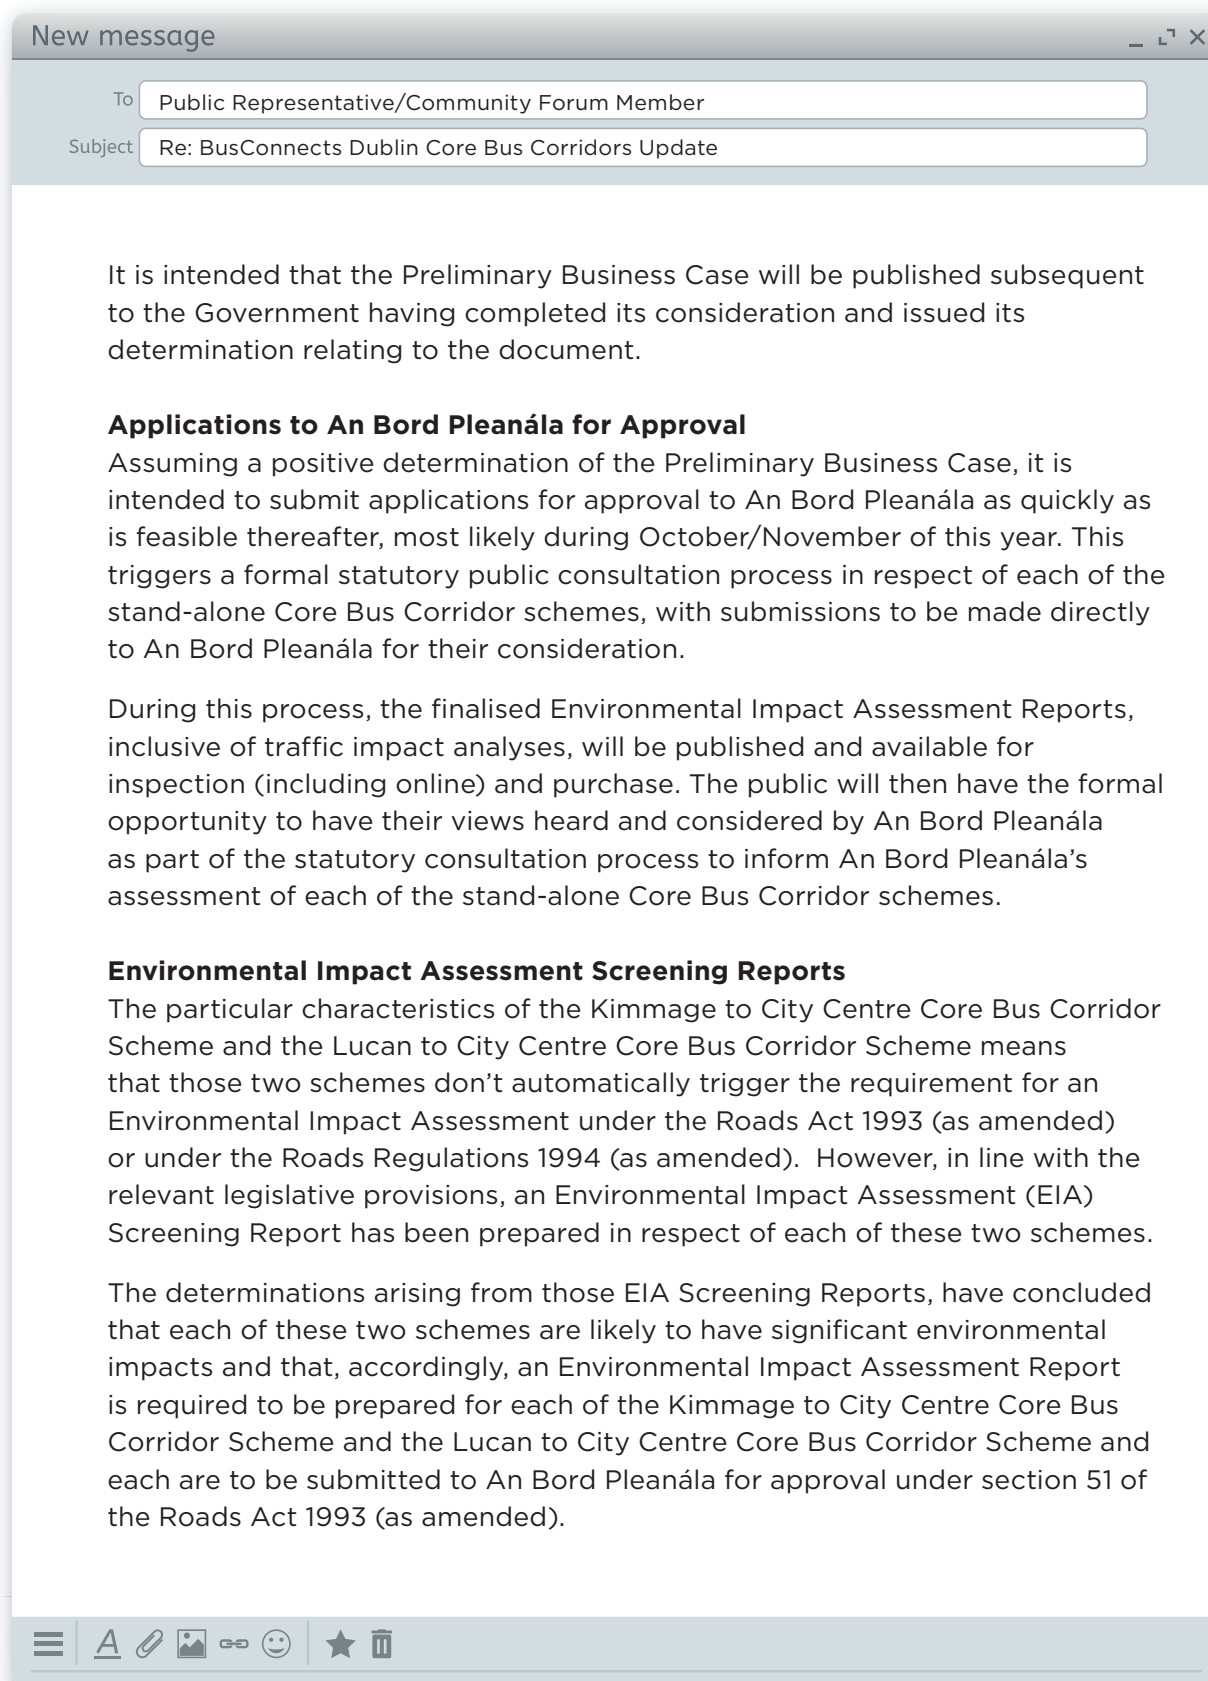 New message
To
Public Representative/Community Forum Member
Subject
Re: BusConnects Dublin Core Bus Corridors Update
It is intended that the Preliminary Business Case will be published subsequent
to the Government having completed its consideration and issued its
determination relating to the document.
Applications to An Bord Pleanála for Approval
Assuming a positive determination of the Preliminary Business Case, it is
intended to submit applications for approval to An Bord Pleanála as quickly as
is feasible thereafter, most likely during October/November of this year. This
triggers a formal statutory public consultation process in respect of each of the
stand-alone Core Bus Corridor schemes, with submissions to be made directly
to An Bord Pleanála for their consideration.
During this process, the finalised Environmental Impact Assessment Reports,
inclusive of traffic impact analyses, will be published and available for
inspection (including online) and purchase. The public will then have the formal
opportunity to have their views heard and considered by An Bord Pleanála
as part of the statutory consultation process to inform An Bord Pleanála’s
assessment of each of the stand-alone Core Bus Corridor schemes.
Environmental Impact Assessment Screening Reports
The particular characteristics of the Kimmage to City Centre Core Bus Corridor
Scheme and the Lucan to City Centre Core Bus Corridor Scheme means
that those two schemes don’t automatically trigger the requirement for an
Environmental Impact Assessment under the Roads Act 1993 (as amended)
or under the Roads Regulations 1994 (as amended).  However, in line with the
relevant legislative provisions, an Environmental Impact Assessment (EIA)
Screening Report has been prepared in respect of each of these two schemes.
The determinations arising from those EIA Screening Reports, have concluded
that each of these two schemes are likely to have significant environmental
impacts and that, accordingly, an Environmental Impact Assessment Report
is required to be prepared for each of the Kimmage to City Centre Core Bus
Corridor Scheme and the Lucan to City Centre Core Bus Corridor Scheme and
each are to be submitted to An Bord Pleanála for approval under section 51 of
the Roads Act 1993 (as amended).
A